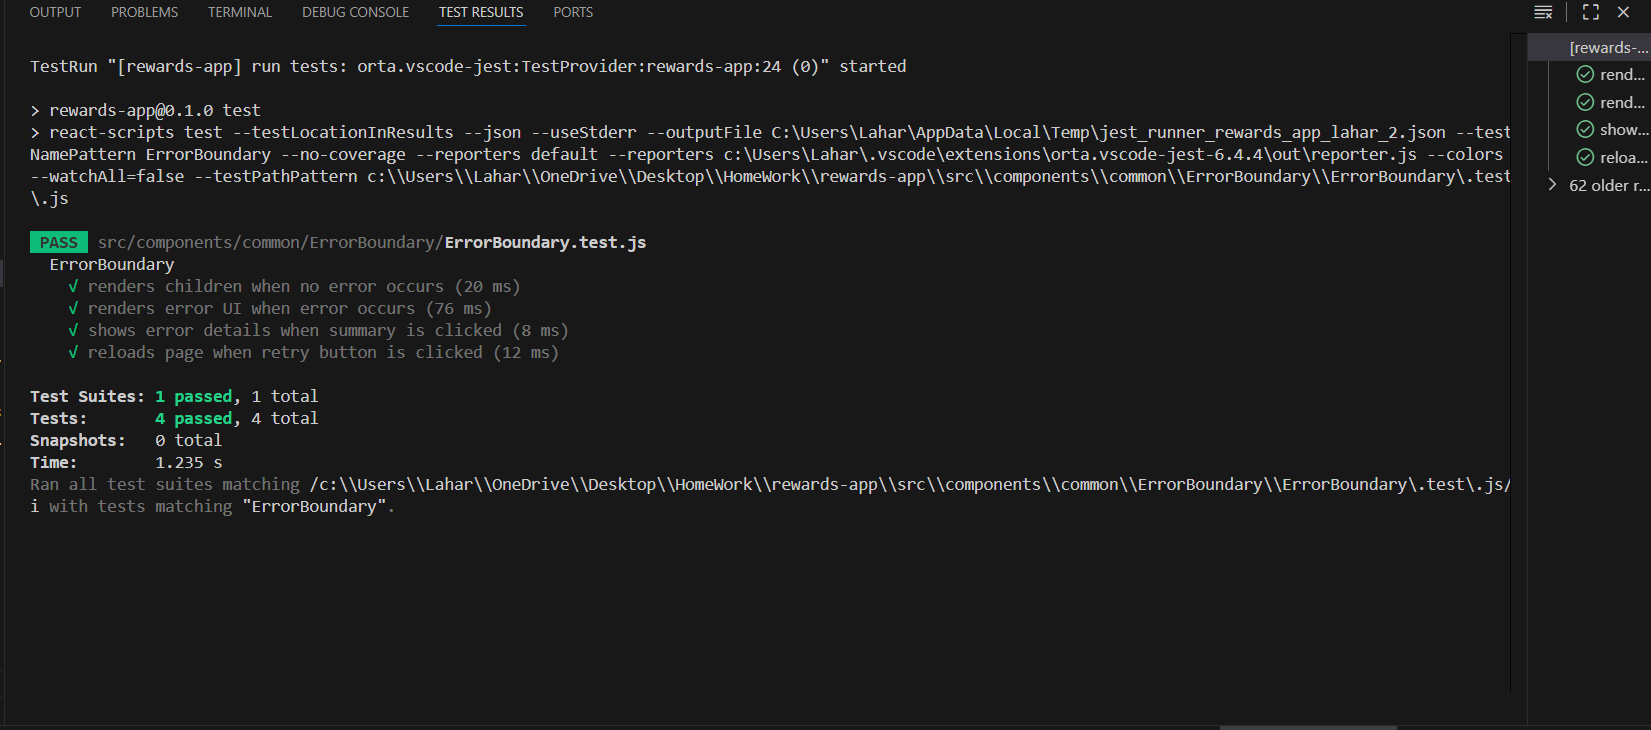 OUTPUT PROBLEMS TERMINAL DEBUG CONSOLE TEST RESULTS PORTS
TestRun "[rewards-app] run tests: orta.vscode-jest:TestProvider:rewards-app:24 (0)" started
> rewards-app@0.1.0 test
> react-scripts test --testLocationInResults --json --useStderr --outputFile C:\Users\Lahar\AppData\Local\Temp\jest_runner_rewards_app_lahar_2.json --test
NamePattern ErrorBoundary --no-coverage --reporters default --reporters c:\Users\Lahar\.vscode\extensions\orta.vscode-jest-6.4.4\out\reporter.js --colors
--watchAll=false --testPathPattern c:\\Users\\Lahar\\OneDrive\\Desktop\\HomeWork\\rewards-app\\src\\components\\common\\ErrorBoundary\\ErrorBoundary\.test
\.js
PASS src/components/common/ErrorBoundary/ErrorBoundary.test.js
ErrorBoundary
√ renders children when no error occurs (20 ms)
√ renders error UI when error occurs (76 ms)
√ shows error details when summary is clicked (8 ms)
√ reloads page when retry button is clicked (12 ms)
Test Suites: 1 passed, 1 total
Tests: 4 passed, 4 total
Snapshots: 0 total
Time: 1.235 s
Ran all test suites matching /c:\\Users\\Lahar\\OneDrive\\Desktop\\HomeWork\\rewards-app\\src\\components\\common\\ErrorBoundary\\ErrorBoundary\.test\.js/
i with tests matching "ErrorBoundary".
[rewards-...
rend...
rend...
show...
reloa...
62 older r...